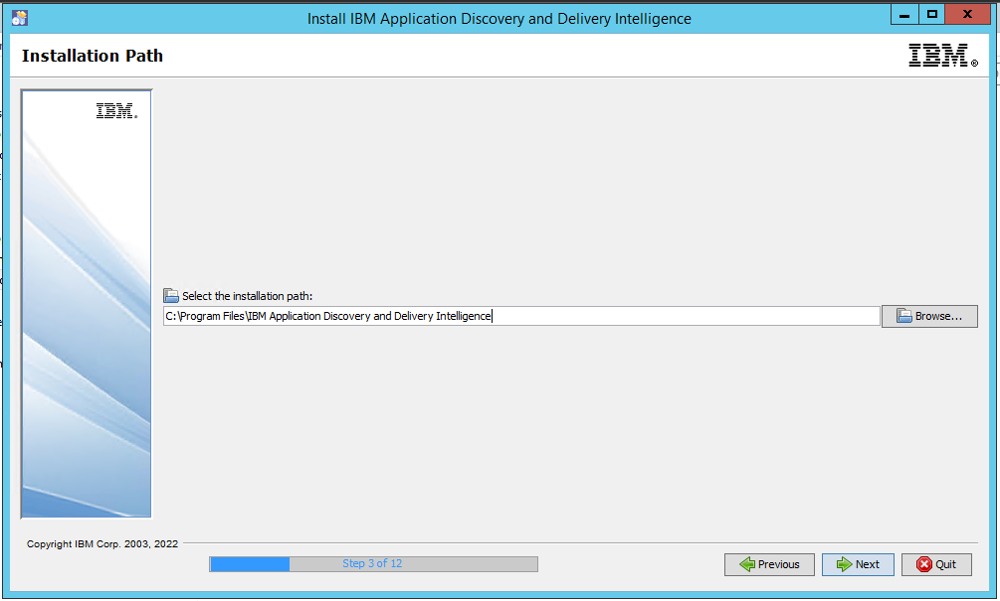 Install IBM Application Discovery and Delivery Intelligence
Installation Path
IBM®
IBM.
Select the installation path:
C:\Program Files\IBM Application Discovery and Delivery Intelligence
Browse...
Copyright IBM Corp. 2003, 2022
Step 3 of 12
Previous
Next
Quit